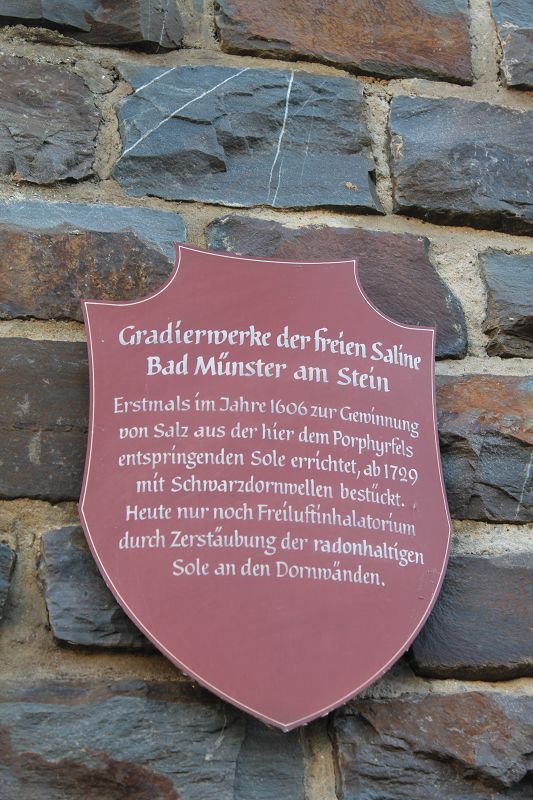 Gradierwerke der freien Saline
Bad Münster am Stein
Erstmals im Jahre 1606 zur Gewinnung
von Salz aus der hier dem Porphyrfels
entspringenden Sole errichtet, ab 1729
mit Schwarzdornwellen bestückt.
Heute nur noch Freiluftinhalatorium
durch Zerstäubung der radonhaltigen
Sole an den Dornwänden.